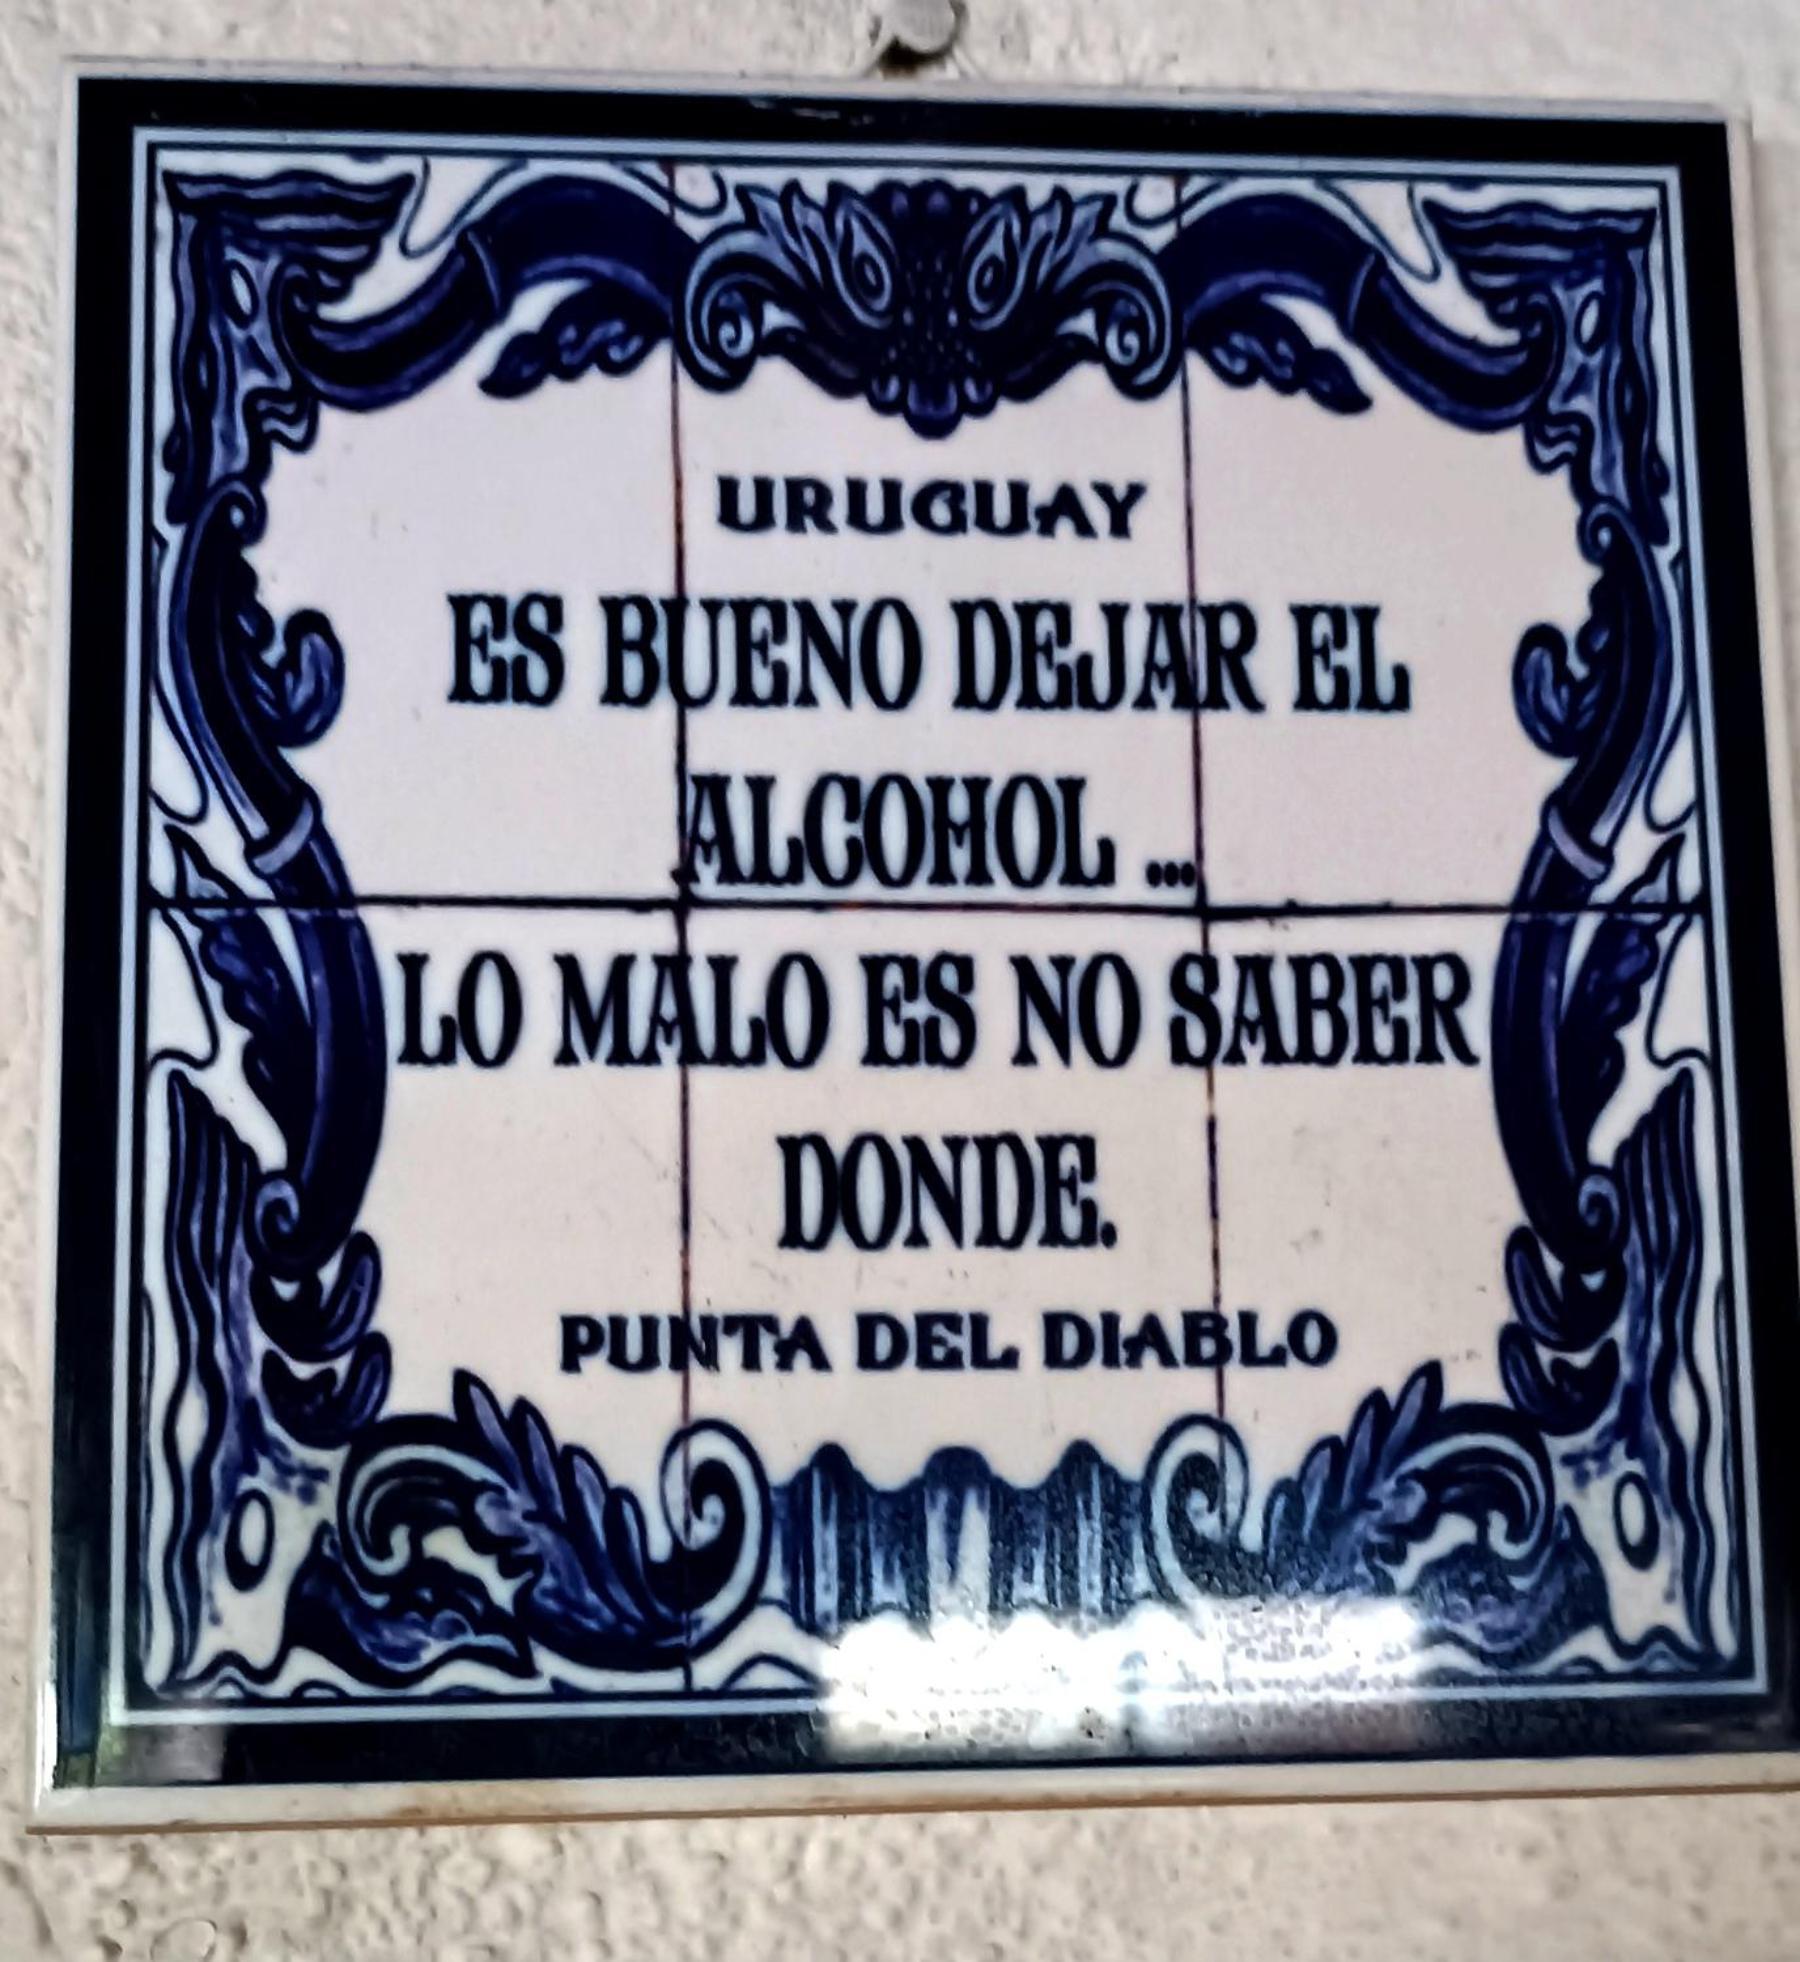 URUGUAY
ES BUENO DEJAR EL
ALCOHOL ...
LO MALO ES NO SABER
DONDE.
PUNTA DEL DIABLO